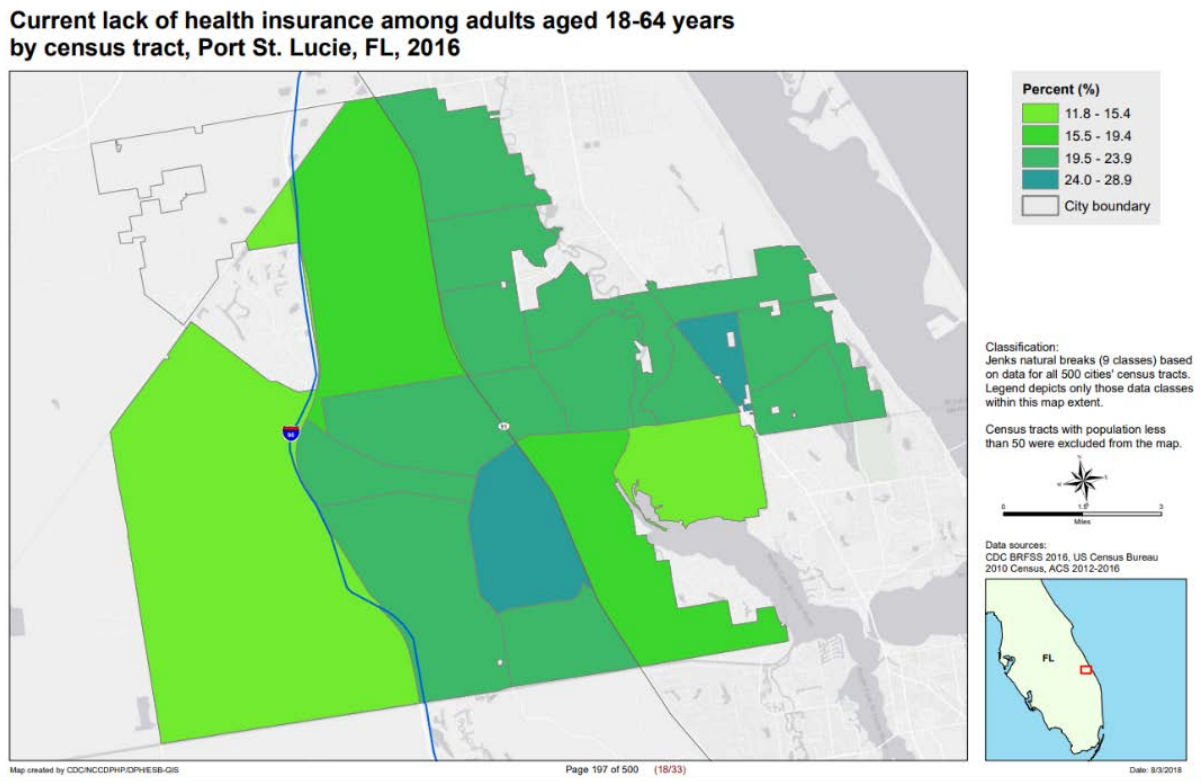 Current lack of health insurance among adults aged 18-64 years
by census tract, Port St. Lucie, FL, 2016
Percent (%)
11.8 - 15.4
15.5 - 19.4
19.5 - 23.9
24.0 - 28.9
City boundary
95
91
Classification:
Jenks natural breaks (9 classes) based
on data for all 500 cities' census tracts.
Legend depicts only those data classes
within this map extent.
Census tracts with population less
than 50 were excluded from the map.
N
W
E
S
0 1.5 3
Miles
Data sources:
CDC BRFSS 2016, US Census Bureau
2010 Census, ACS 2012-2016
FL
Map created by CDC/NCCDPHP/DPH/ESB-GIS
Page 197 of 500 (18/33)
Date: 8/3/2018